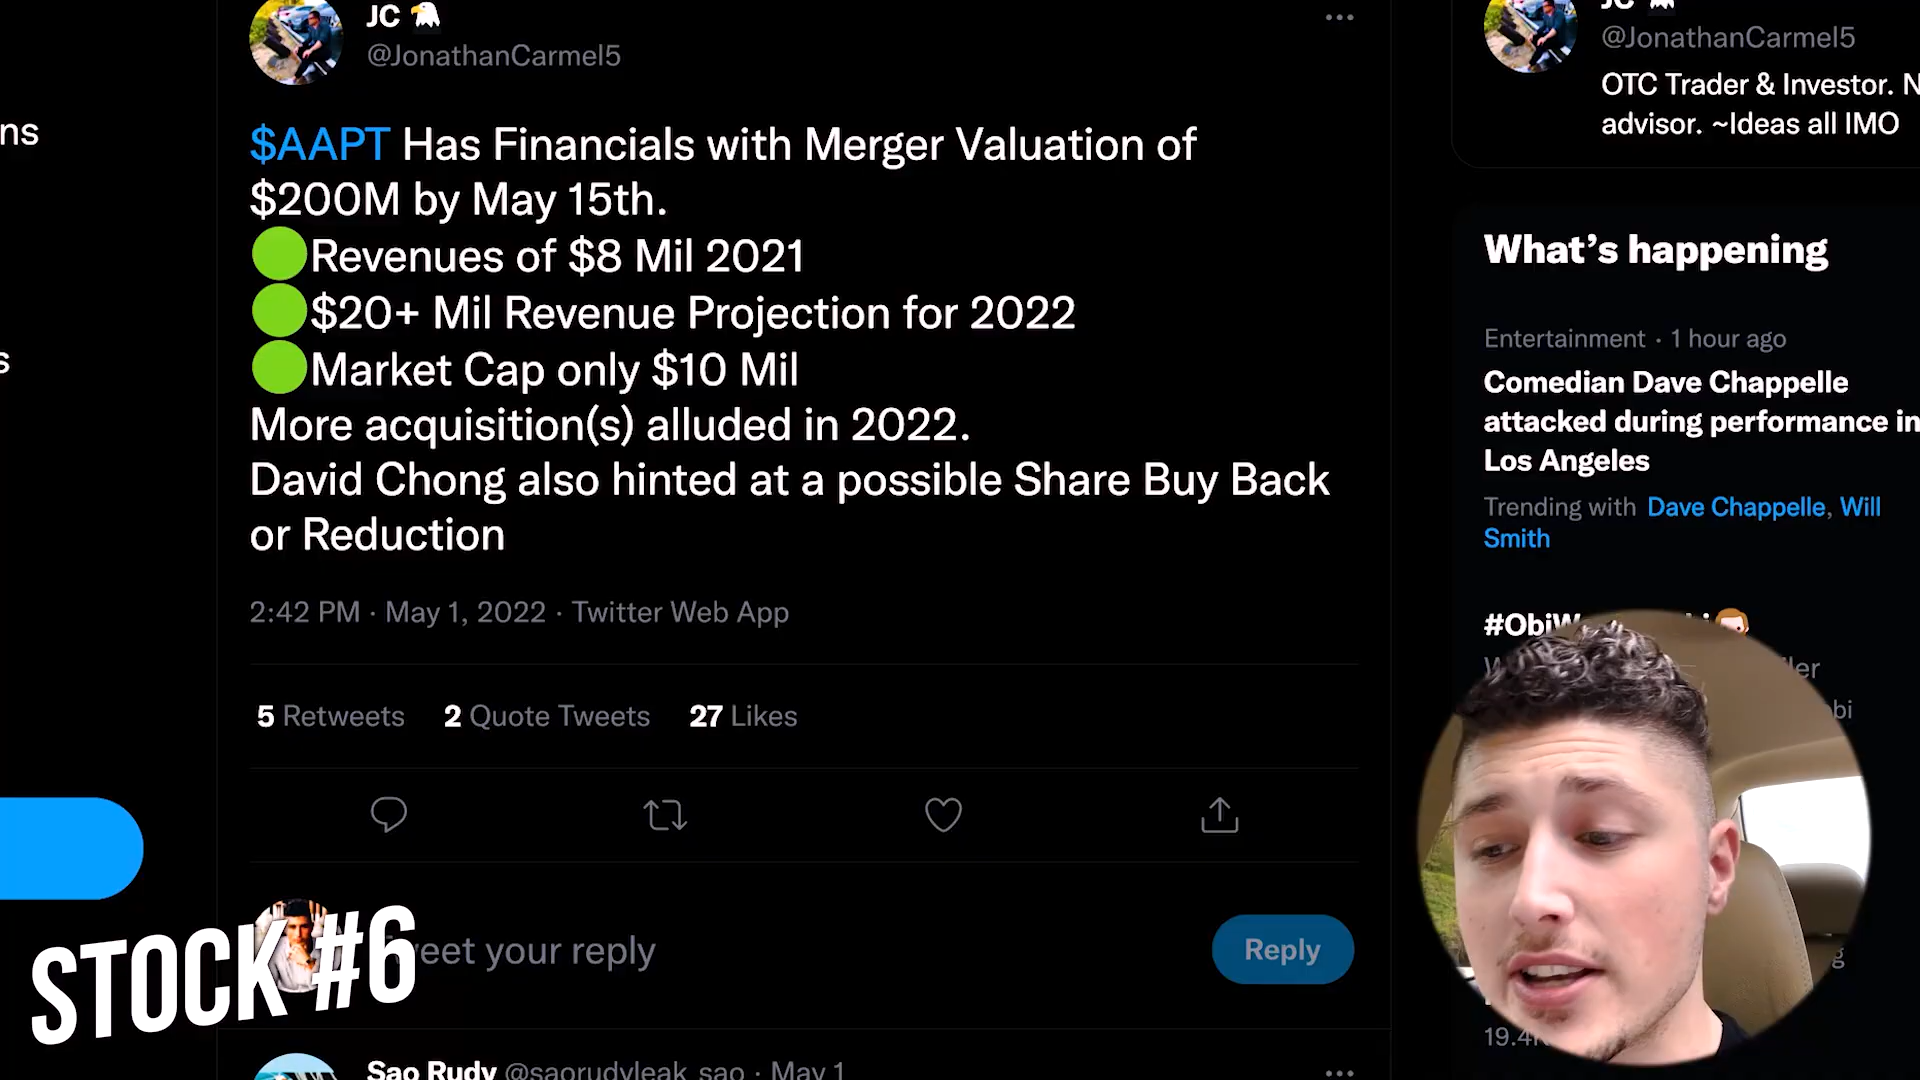 JC
@JonathanCarmel5
$AAPT Has Financials with Merger Valuation of
$200M by May 15th.
Revenues of $8 Mil 2021
$20+ Mil Revenue Projection for 2022
Market Cap only $10 Mil
More acquisition(s) alluded in 2022.
David Chong also hinted at a possible Share Buy Back
or Reduction
2:42 PM · May 1, 2022 · Twitter Web App
5 Retweets 2 Quote Tweets 27 Likes
weet your reply
Reply
STOCK #6
Sao Rudy @saorudyleak_sao · May 1
ns
s
JC
@JonathanCarmel5
OTC Trader & Investor. N
advisor. ~Ideas all IMO
What's happening
Entertainment · 1 hour ago
Comedian Dave Chappelle
attacked during performance in
Los Angeles
Trending with Dave Chappelle, Will
Smith